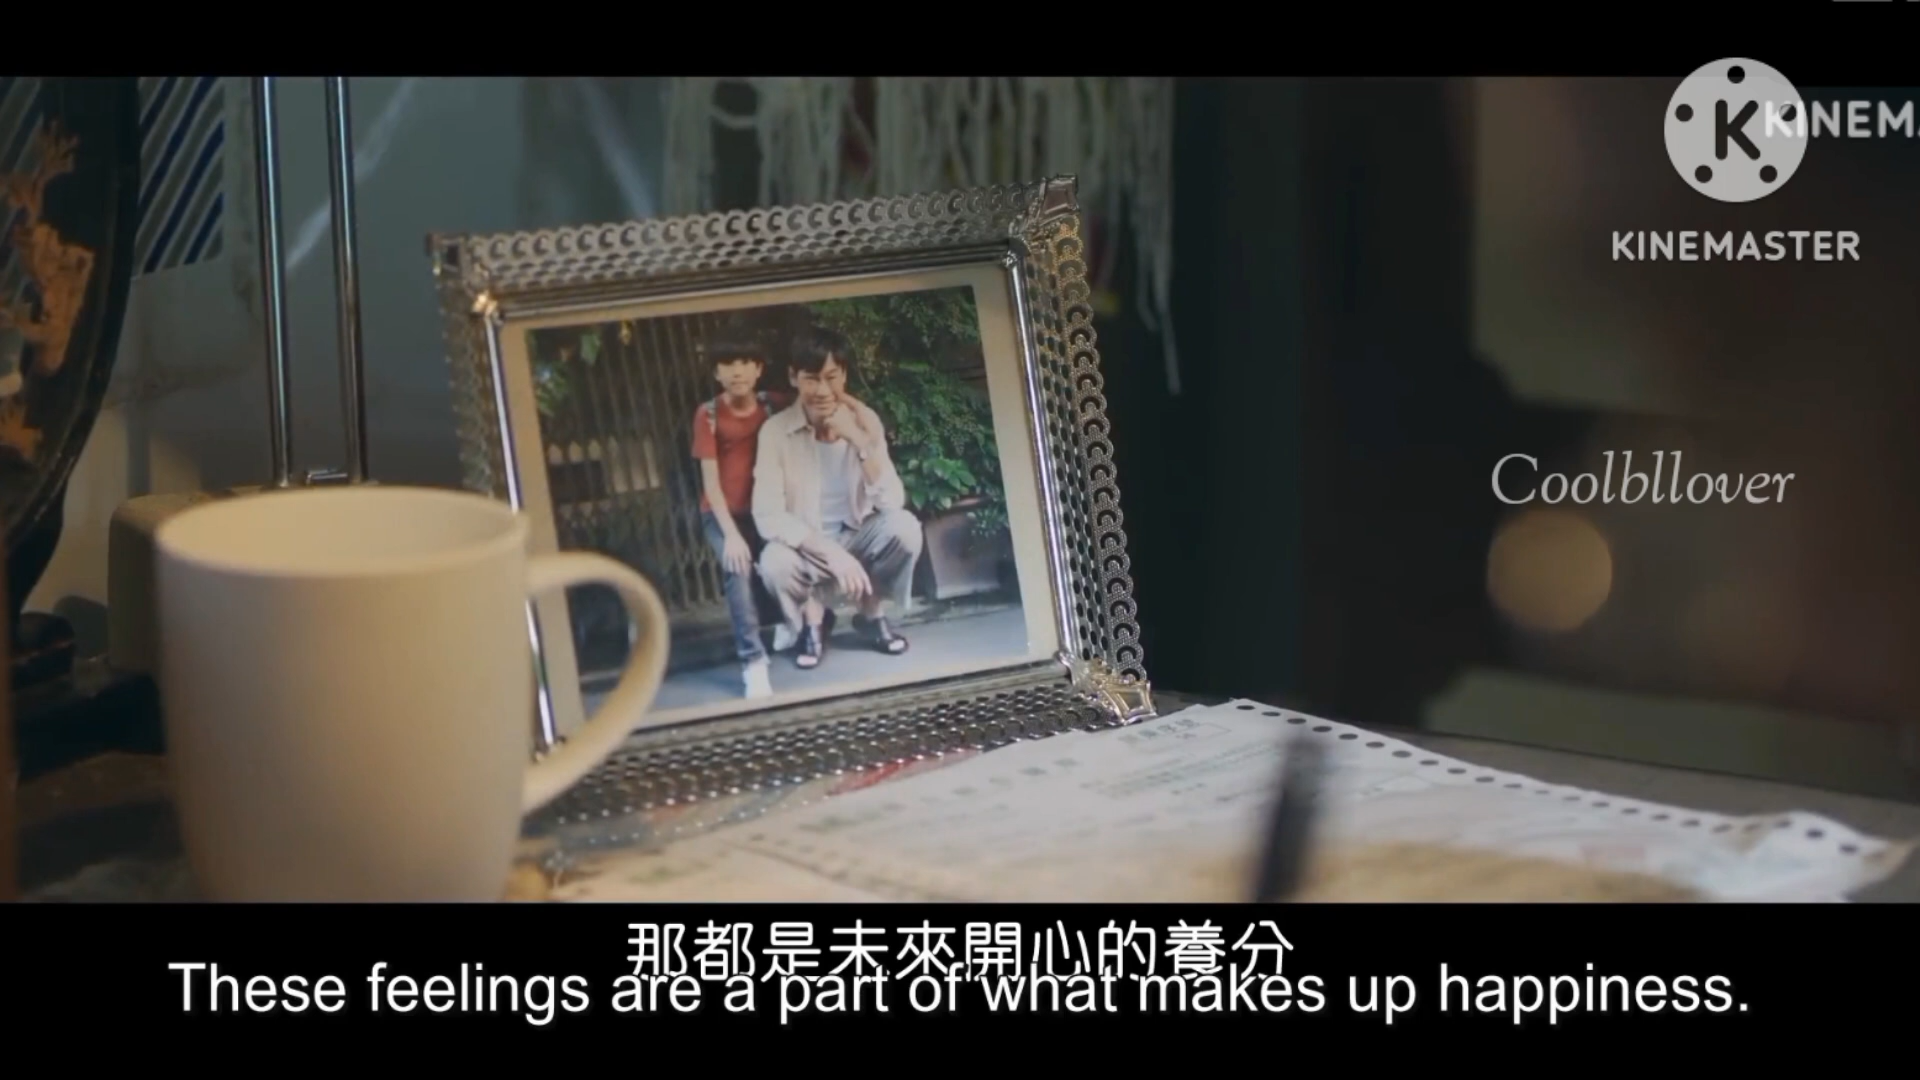 KINEM
KINEMASTER
Coolbllover
那都是未來開心的養分
These feelings are a part of what makes up happiness.